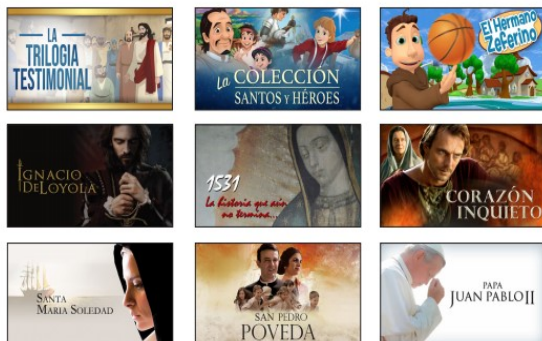 LA
TRILOGIA
TESTIMONIAL
La COLECCIÓN
SANTOS Y HÉROES
El Hermano
Zeferino
IGNACIO
DE LOYOLA
1531
La historia que aún
no termina...
CORAZÓN
INQUIETO
SANTA
MARIA SOLEDAD
SAN PEDRO
POVEDA
PAPA
JUAN PABLO II